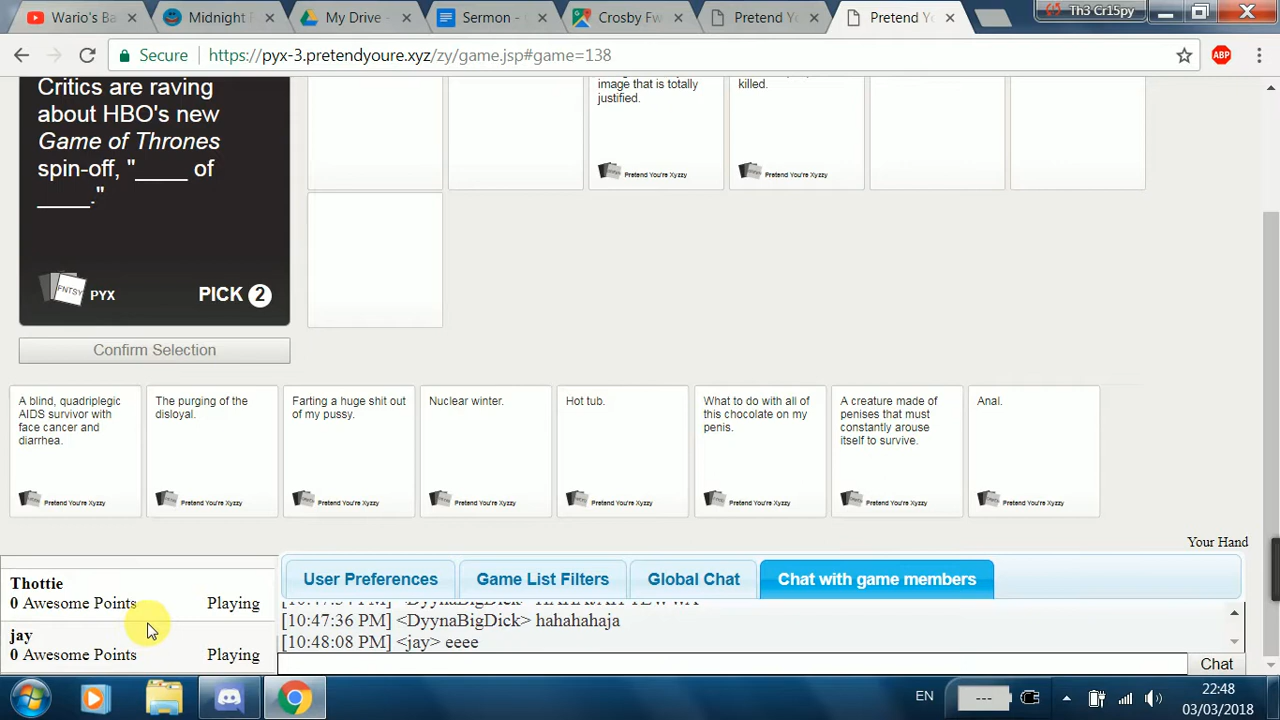 Wario's Ba
Midnight
My Drive -
Sermon -
Crosby Fw
Pretend
Pretend Yo
Th3 Cr15py
Secure
https://pyx-3.pretendyoure.xyz/zy/game.jsp#game=138
ABP
Critics are raving
about HBO's new
Game of Thrones
spin-off, "____ of
____."
FNTSY
PYX
PICK 2
image that is totally
justified.
Pretend You're Xyzzy
killed.
Pretend You're Xyzzy
Confirm Selection
A blind, quadriplegic
AIDS survivor with
face cancer and
diarrhea.
Pretend You're Xyzzy
The purging of the
disloyal.
Pretend You're Xyzzy
Farting a huge shit out
of my pussy.
Pretend You're Xyzzy
Nuclear winter.
Pretend You're Xyzzy
Hot tub.
Pretend You're Xyzzy
What to do with all of
this chocolate on my
penis.
Pretend You're Xyzzy
A creature made of
penises that must
constantly arouse
itself to survive.
Pretend You're Xyzzy
Anal.
Pretend You're Xyzzy
Your Hand
Thottie
0 Awesome Points
Playing
jay
0 Awesome Points
Playing
User Preferences
Game List Filters
Global Chat
Chat with game members
[10:47:36 PM] <DyynaBigDick> hahahahaja
[10:48:08 PM] <jay> eeee
Chat
EN
---
22:48
03/03/2018